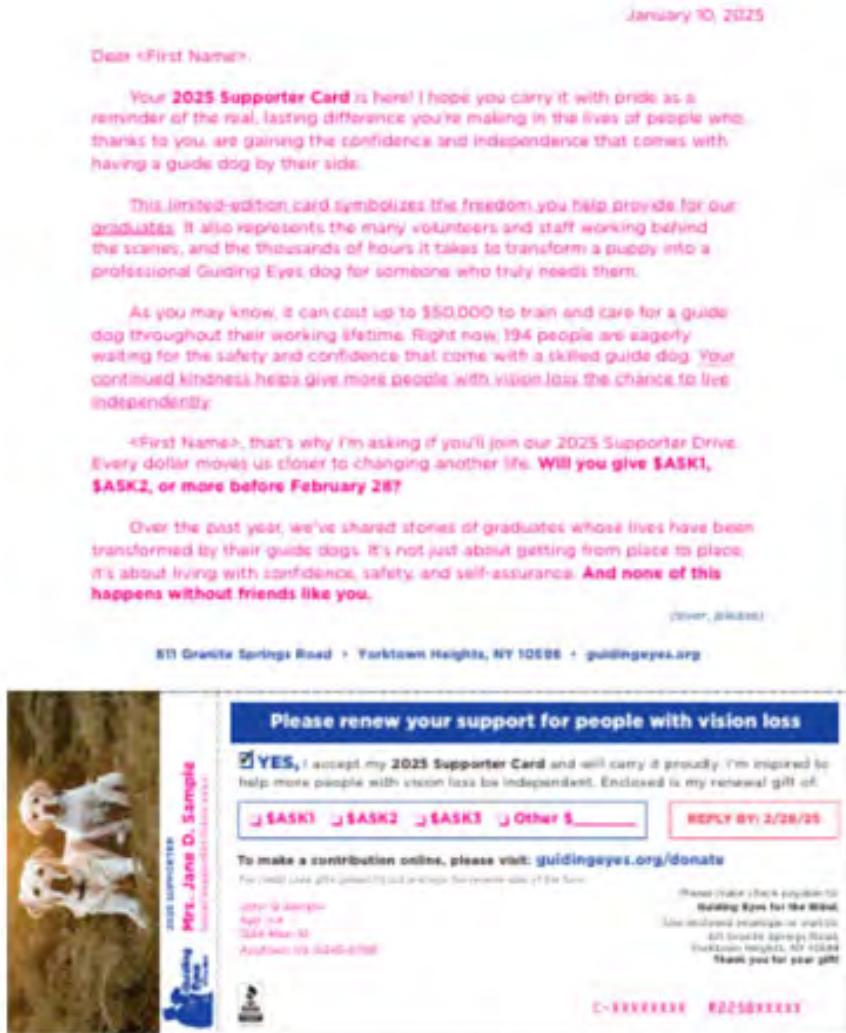 January 10, 2025
Dear <First Name>,
Your 2025 Supporter Card is here! I hope you carry it with pride as a
reminder of the real, lasting difference you're making in the lives of people who,
thanks to you, are gaining the confidence and independence that comes with
having a guide dog by their side.
This limited-edition card symbolizes the freedom you help provide for our
graduates. It also represents the many volunteers and staff working behind
the scenes, and the thousands of hours it takes to transform a puppy into a
professional Guiding Eyes dog for someone who truly needs them.
As you may know, it can cost up to $50,000 to train and care for a guide
dog throughout their working lifetime. Right now, 194 people are eagerly
waiting for the safety and confidence that come with a skilled guide dog. Your
continued kindness helps give more people with vision loss the chance to live
independently.
<First Name>, that's why I'm asking if you'll join our 2025 Supporter Drive.
Every dollar moves us closer to changing another life. Will you give $ASK1,
$ASK2, or more before February 28?
Over the past year, we've shared stories of graduates whose lives have been
transformed by their guide dogs. It's not just about getting from place to place;
it's about living with confidence, safety, and self-assurance. And none of this
happens without friends like you.
(over, please)
611 Granite Springs Road • Yorktown Heights, NY 10598 • guidingeyes.org
2025 SUPPORTER
Mrs. Jane D. Sample
Guiding
Eyes
Please renew your support for people with vision loss
YES, I accept my 2025 Supporter Card and will carry it proudly. I'm inspired to
help more people with vision loss be independent. Enclosed is my renewal gift of:
$ASK1 $ASK2 $ASK3 Other $________
REPLY BY: 2/28/25
To make a contribution online, please visit: guidingeyes.org/donate
Please make check payable to:
Guiding Eyes for the Blind
611 Granite Springs Road
Yorktown Heights, NY 10598
Thank you for your gift!